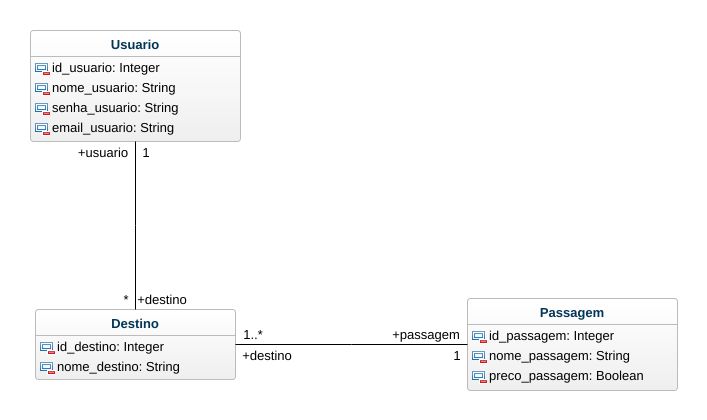 Usuario
id_usuario: Integer
nome_usuario: String
senha_usuario: String
email_usuario: String
+usuario 1
* +destino
Destino
id_destino: Integer
nome_destino: String
1..* +passagem
+destino 1
Passagem
id_passagem: Integer
nome_passagem: String
preco_passagem: Boolean